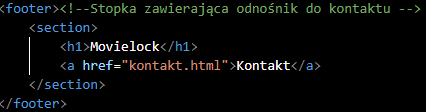 <footer><!--Stopka zawierająca odnośnik do kontaktu -->
<section>
<h1>Movielock</h1>
<a href="kontakt.html">Kontakt</a>
</section>
</footer>